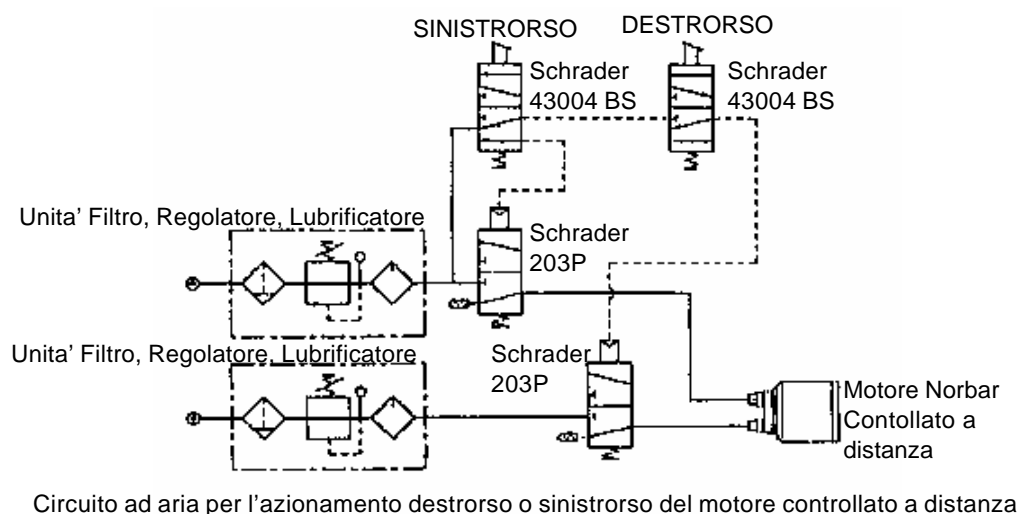 SINISTRORSO
DESTRORSO
Schrader
43004 BS
Schrader
43004 BS
Unita' Filtro, Regolatore, Lubrificatore
Schrader
203P
Unita' Filtro, Regolatore, Lubrificatore
Schrader
203P
Motore Norbar
Contollato a
distanza
Circuito ad aria per l'azionamento destrorso o sinistrorso del motore controllato a distanza